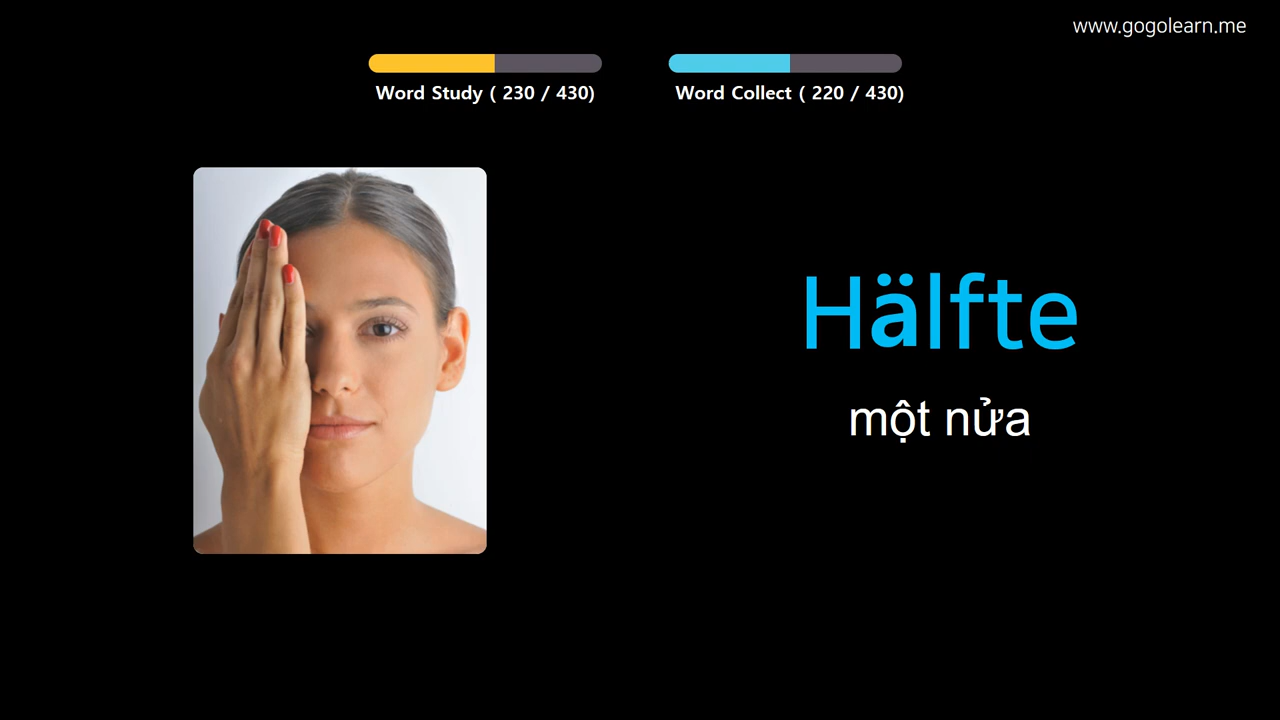 www.gogolearn.me
Word Study ( 230 / 430)
Word Collect ( 220 / 430)
Hälfte
một nửa